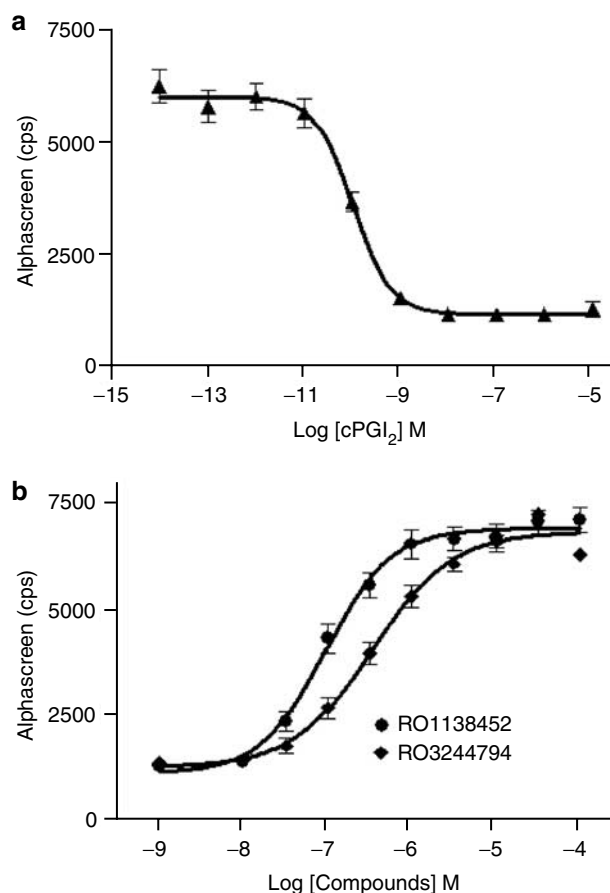 a
7500
5000
2500
0
Alphascreen (cps)
−15
−13
−11
−9
−7
−5
Log [cPGI₂] M
b
7500
5000
2500
0
Alphascreen (cps)
RO1138452
RO3244794
−9
−8
−7
−6
−5
−4
Log [Compounds] M